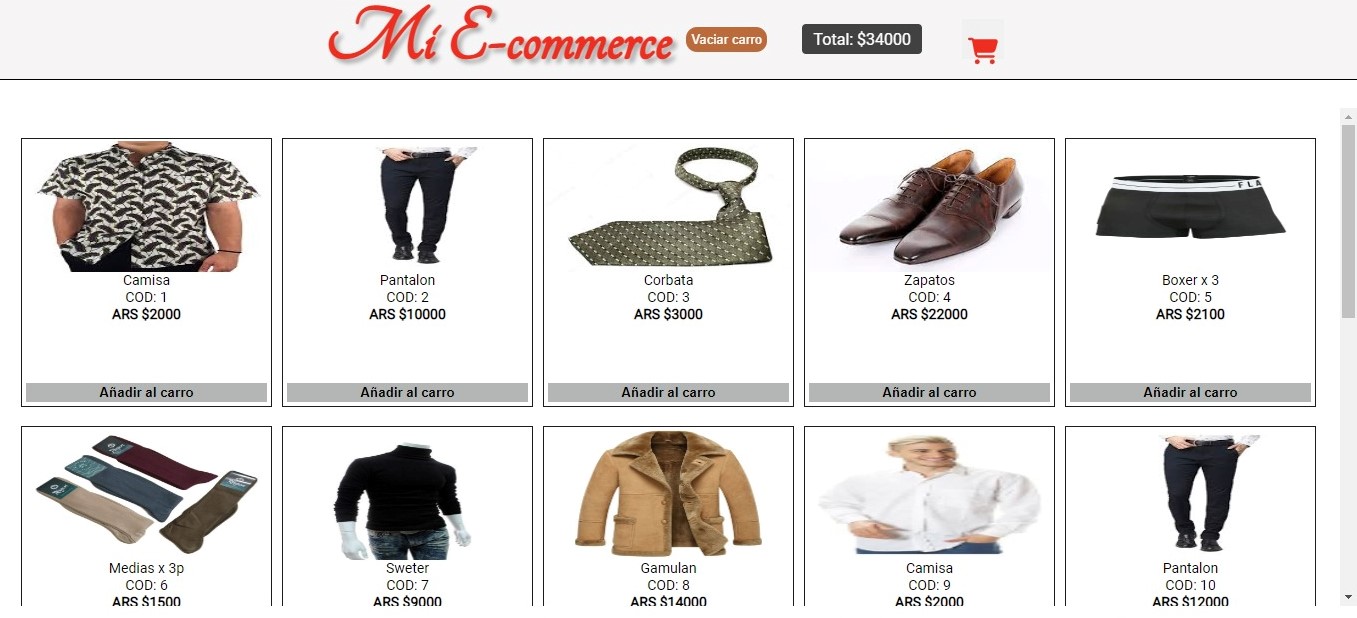 Mi E-commerce
Vaciar carro
Total: $34000
Camisa
COD: 1
ARS $2000
Añadir al carro
Pantalon
COD: 2
ARS $10000
Añadir al carro
Corbata
COD: 3
ARS $3000
Añadir al carro
Zapatos
COD: 4
ARS $22000
Añadir al carro
FLA
Boxer x 3
COD: 5
ARS $2100
Añadir al carro
Medias x 3p
COD: 6
ARS $1500
Sweter
COD: 7
ARS $9000
Gamulan
COD: 8
ARS $14000
Camisa
COD: 9
ARS $2000
Pantalon
COD: 10
ARS $12000